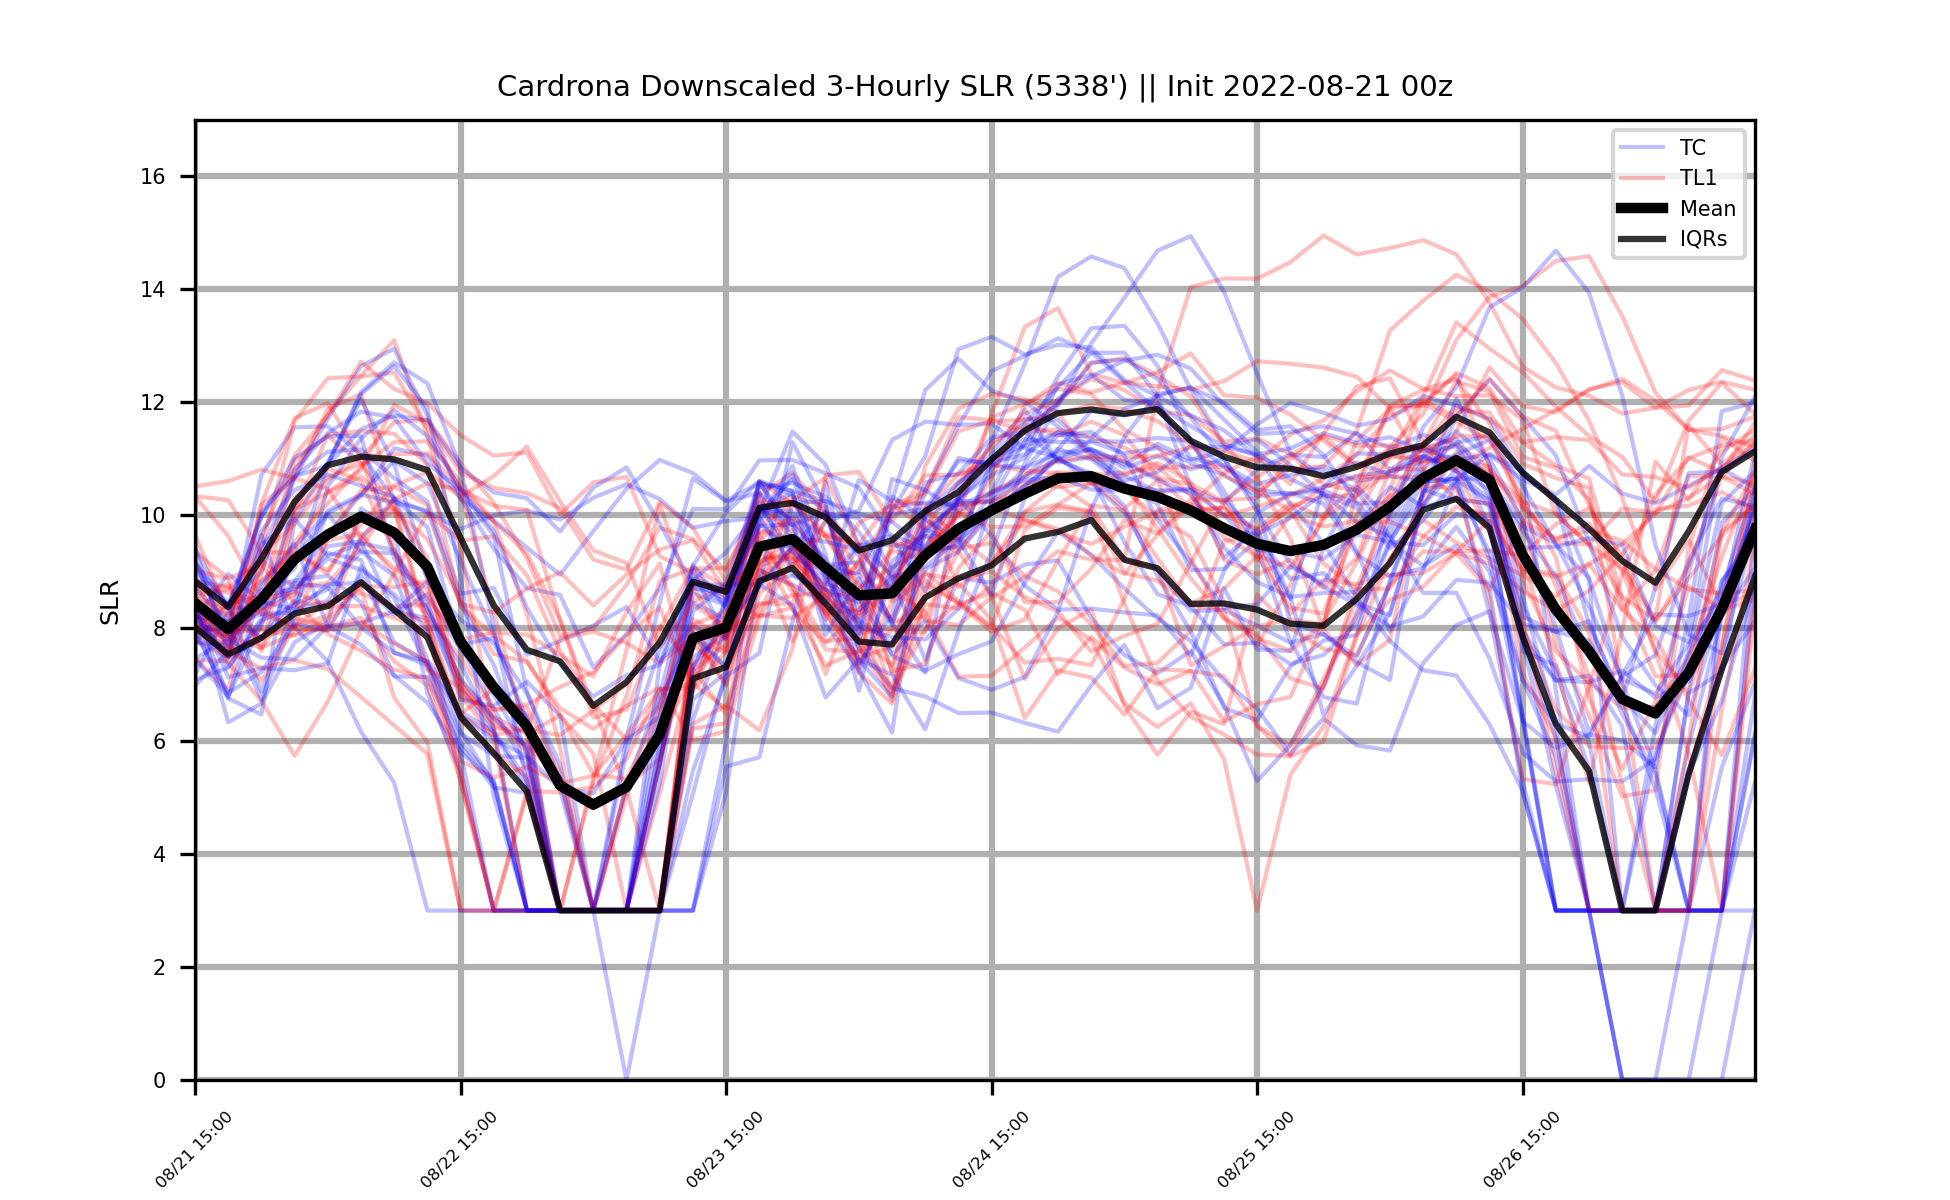 Cardrona Downscaled 3-Hourly SLR (5338') || Init 2022-08-21 00z
TC
TL1
Mean
IQRs
16
14
12
10
8
6
4
2
0
SLR
08/21 15:00
08/22 15:00
08/23 15:00
08/24 15:00
08/25 15:00
08/26 15:00